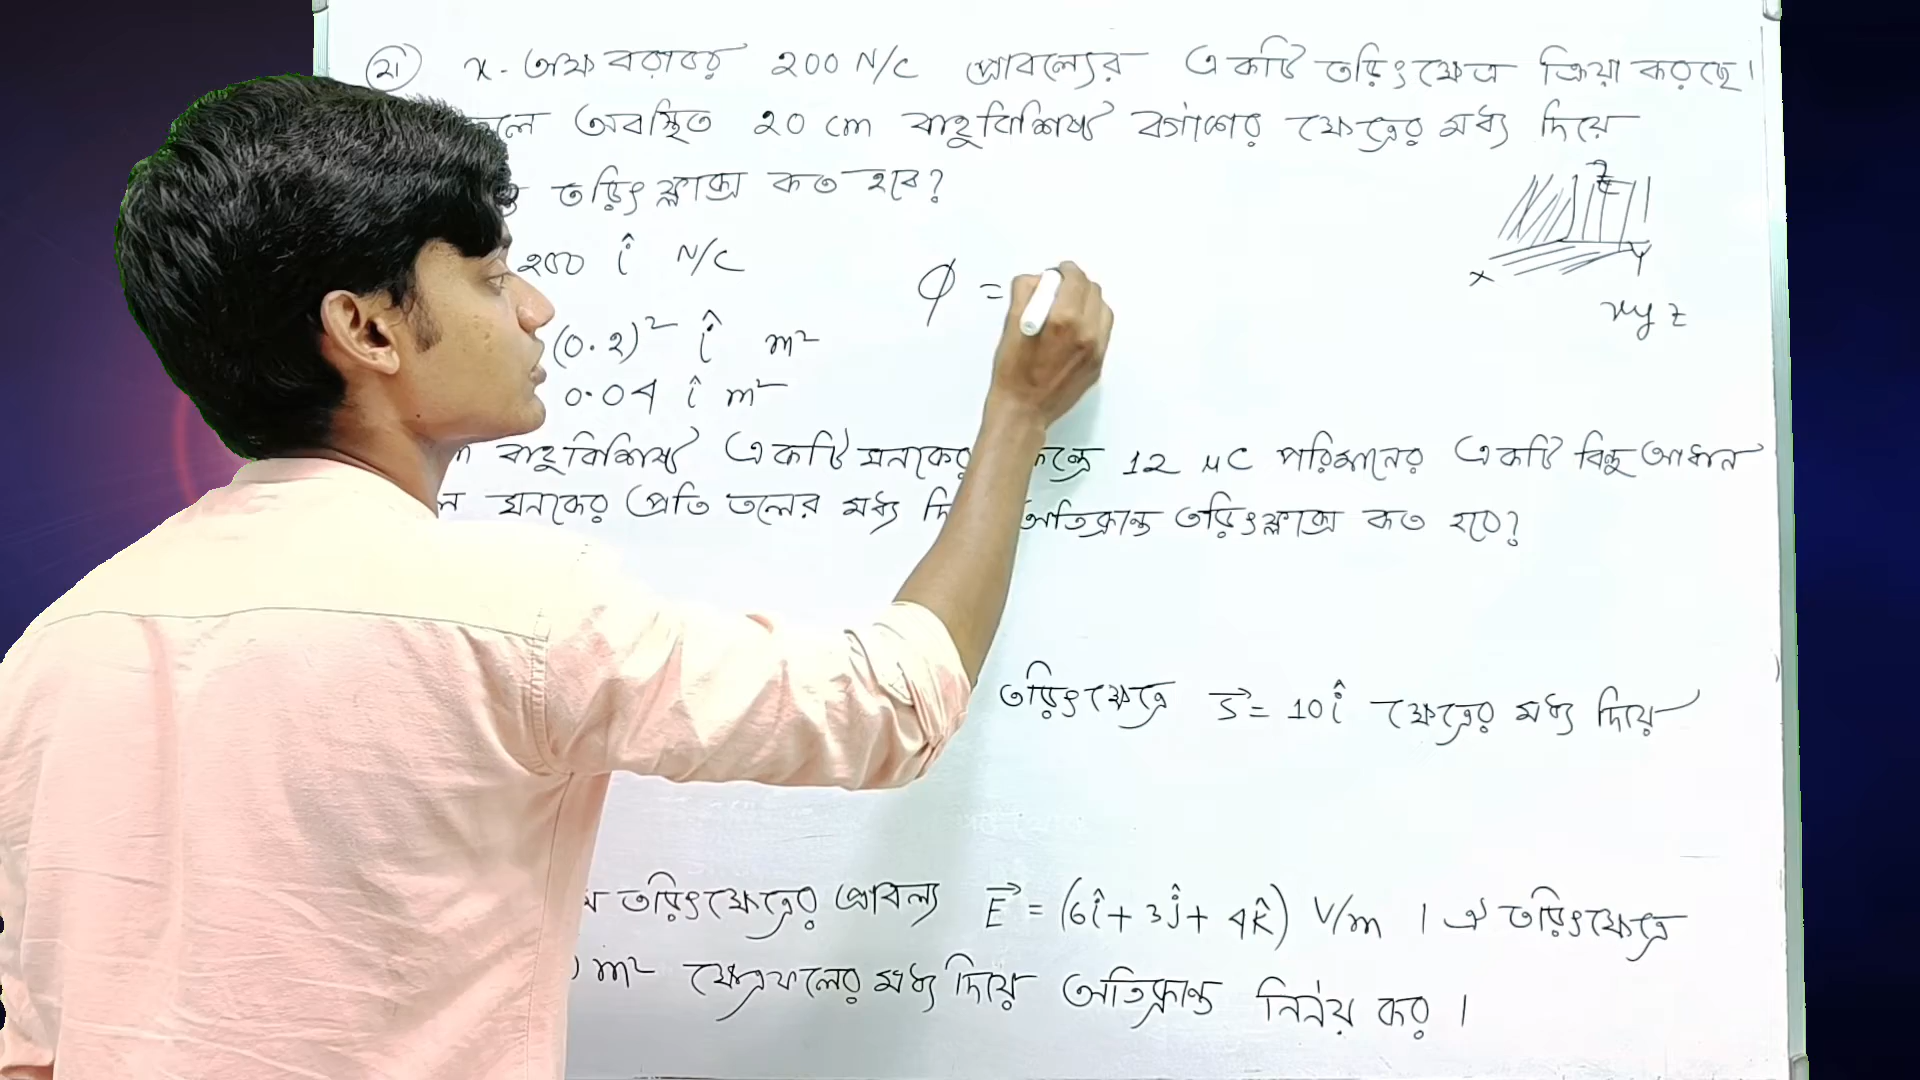 ২। x- অক্ষ বরাবর 200 N/C প্রাবল্যের একটি তড়িৎক্ষেত্র ক্রিয়া করছে।
অবস্থিত 20 cm বাহুবিশিষ্ট বর্গাকার ক্ষেত্রের মধ্য দিয়ে
তড়িৎ ফ্লাক্স কত হবে?
z
y
x
xyz
200 î N/C
φ =
(0.2)² î m²
0.04 î m²
বাহুবিশিষ্ট একটি ঘনকের কেন্দ্রে 12 μC পরিমানের একটি বিন্দু আধান
ঘনকের প্রতি তলের মধ্য অতিক্রান্ত তড়িৎফ্লাক্স কত হবে?
তড়িৎক্ষেত্রে S⃗ = 10î ক্ষেত্রের মধ্য দিয়ে
তড়িৎক্ষেত্রের প্রাবল্য E⃗ = (6î + 3ĵ + 4k̂) V/m । ঐ তড়িৎক্ষেত্রে
) m² ক্ষেত্রফলের মধ্য দিয়ে অতিক্রান্ত নির্নয় কর।